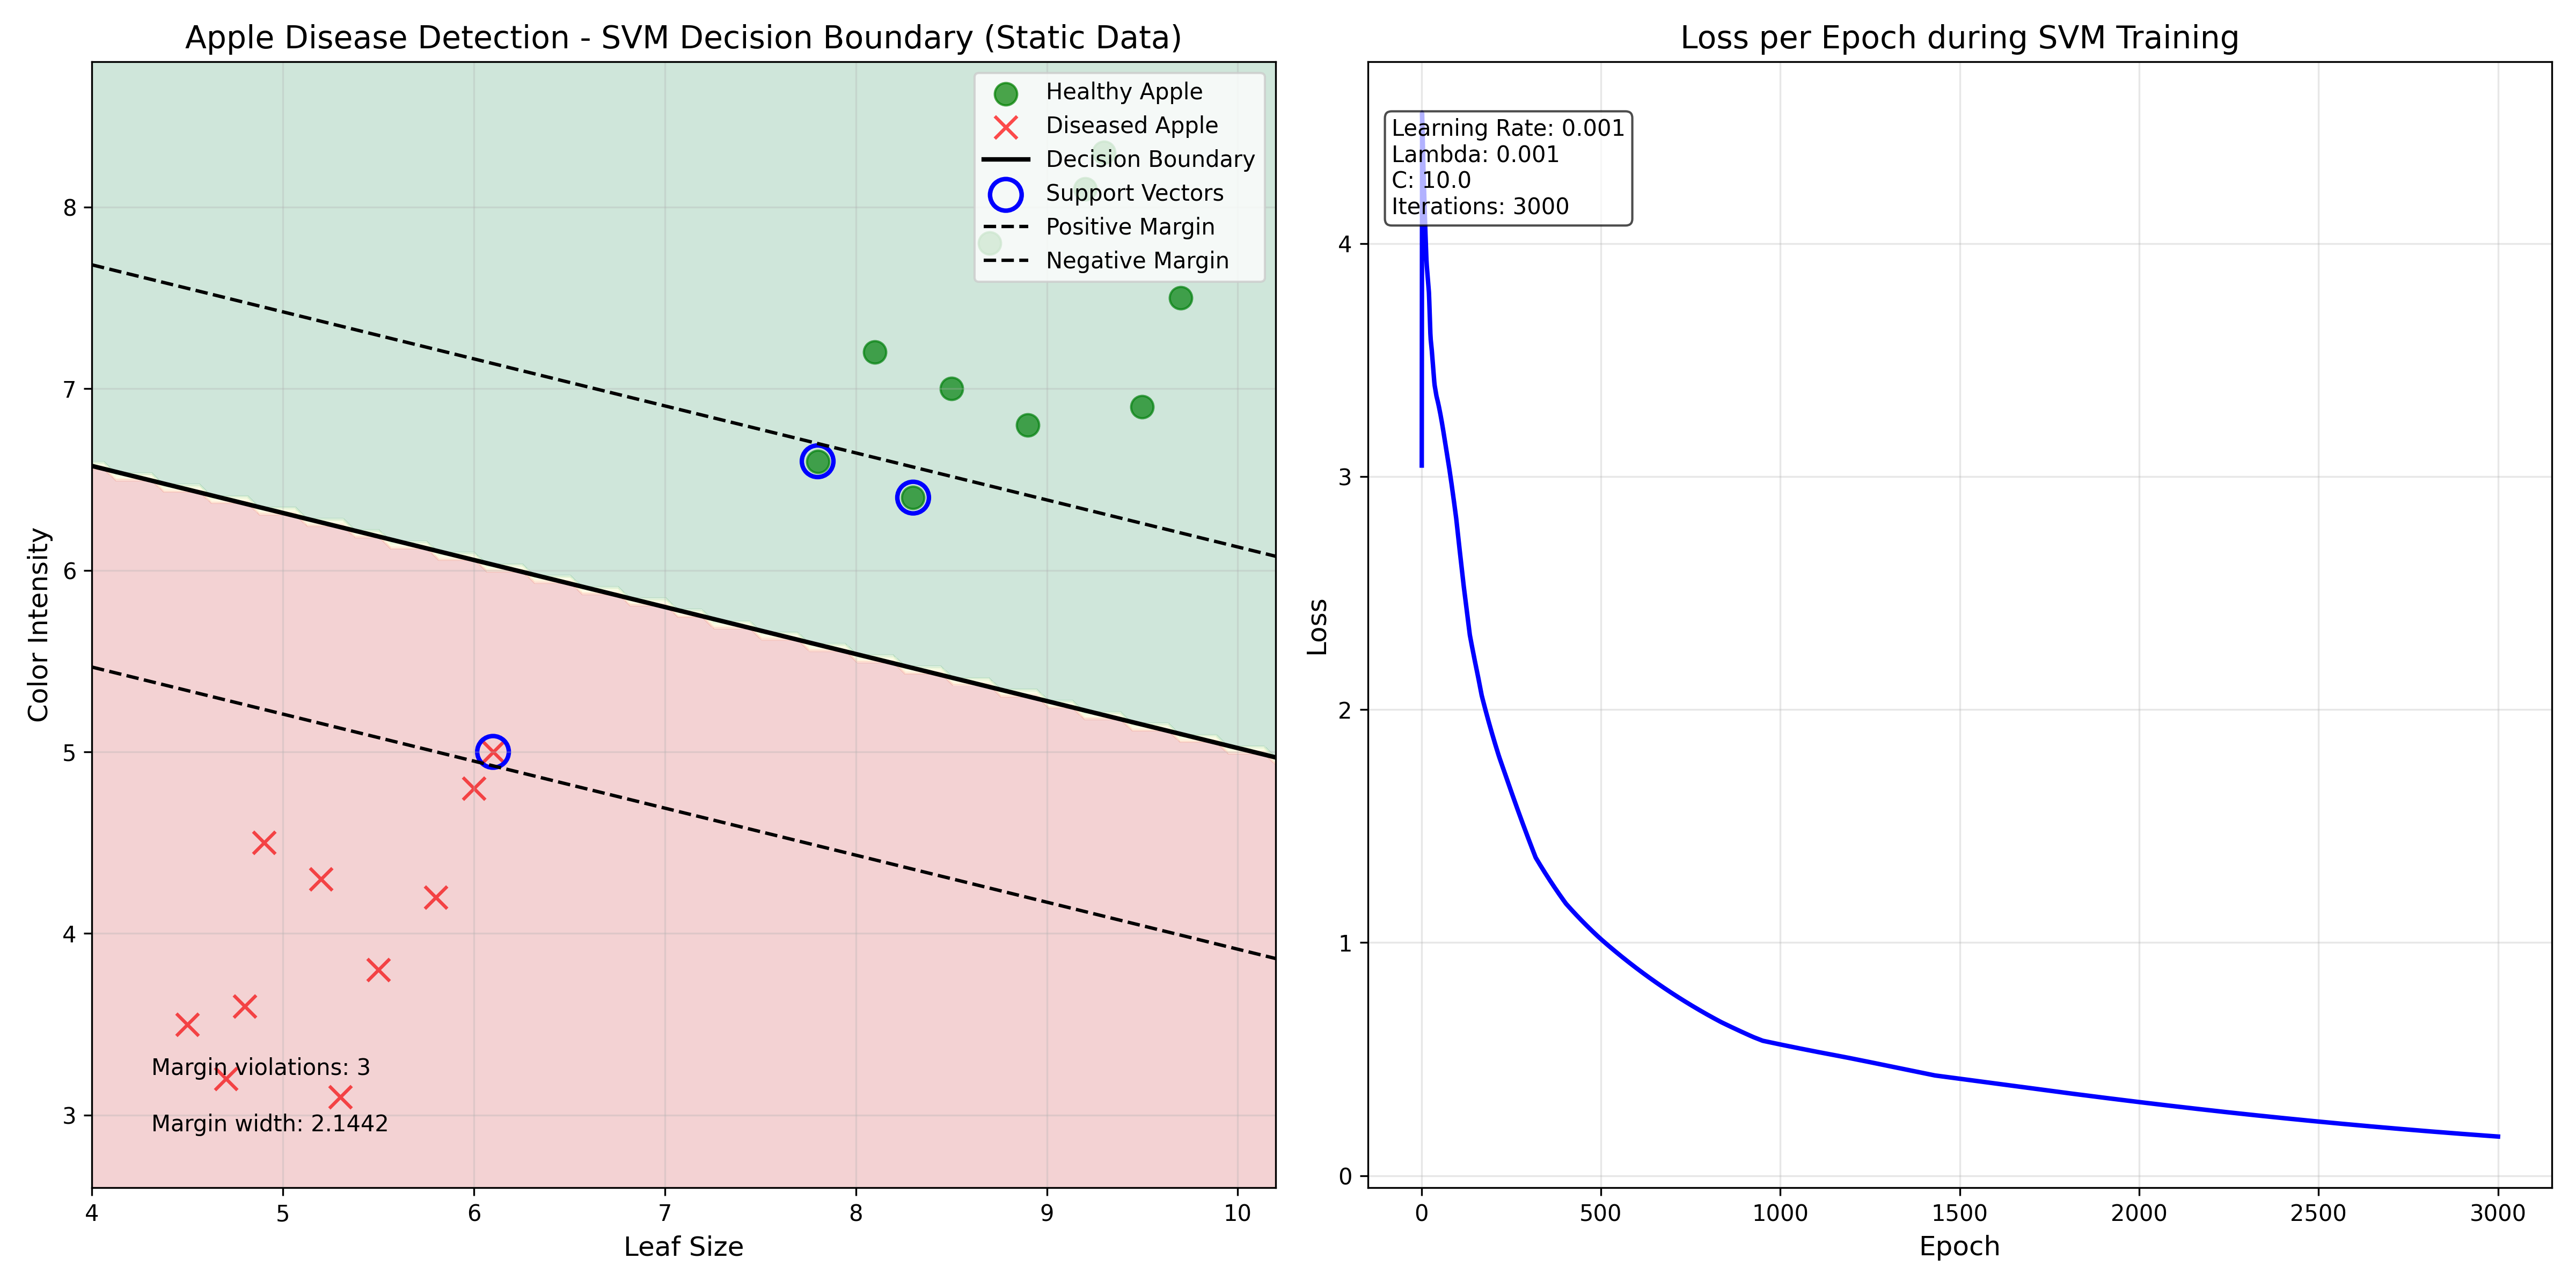 Apple Disease Detection - SVM Decision Boundary (Static Data)
Healthy Apple
Diseased Apple
Decision Boundary
Support Vectors
Positive Margin
Negative Margin
8
7
6
5
4
3
Color Intensity
Margin violations: 3
Margin width: 2.1442
4
5
6
7
8
9
10
Leaf Size
Loss per Epoch during SVM Training
Learning Rate: 0.001
Lambda: 0.001
C: 10.0
Iterations: 3000
4
3
2
1
0
Loss
0
500
1000
1500
2000
2500
3000
Epoch